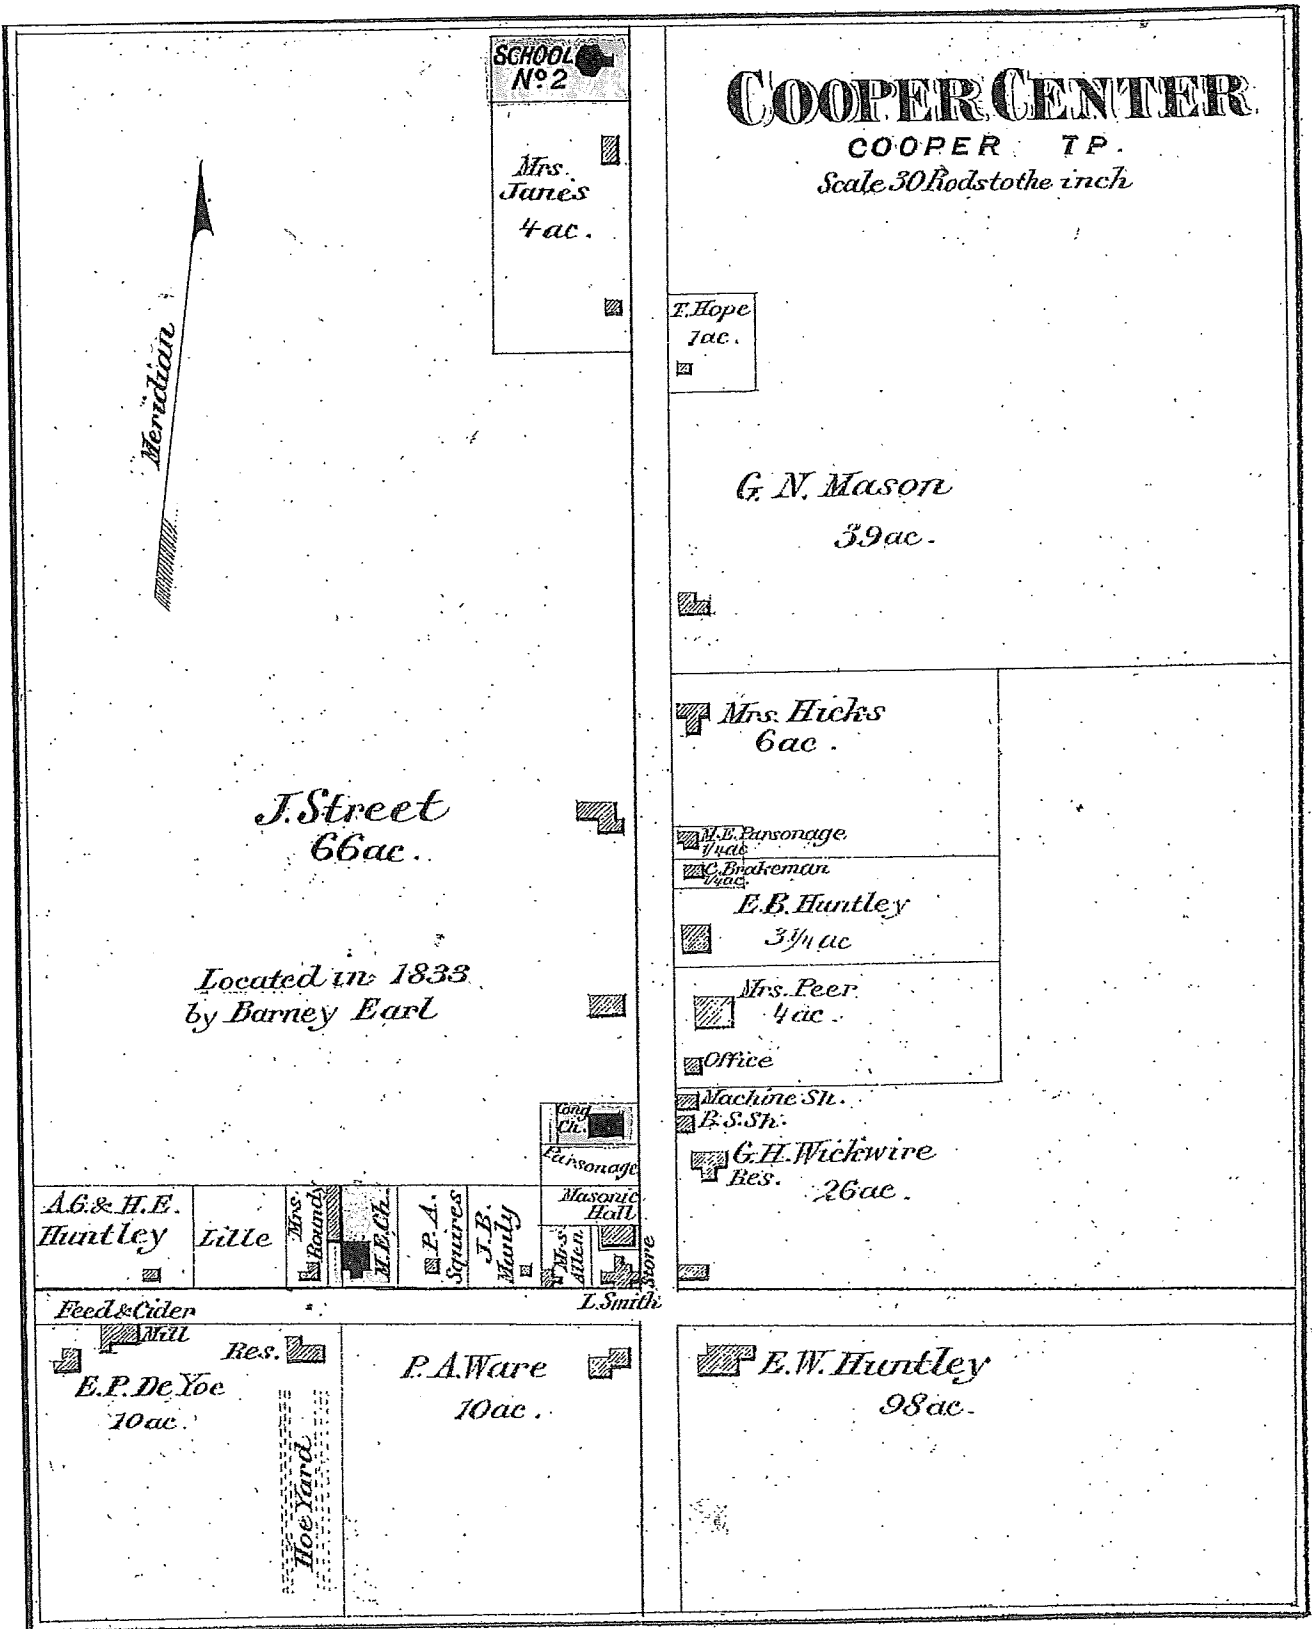 COOPER CENTER
COOPER TP.
Scale 30 Rods to the inch
SCHOOL
No. 2
Mrs.
Janes
4 ac.
Meridian
T. Hope
1 ac.
G. N. Mason
39 ac.
Mrs. Hicks
6 ac.
J. Street
66 ac.
M. E. Parsonage
1/4 ac
C. Brakeman
1/4 ac.
E. B. Huntley
3 1/4 ac
Located in 1833
by Barney Earl
Mrs. Peer
4 ac.
Office
Machine Sh.
B. S. Sh.
G. H. Wickwire
Res. 26 ac.
Cong
Ch.
Parsonage
Masonic
Hall
A. G. & H. E.
Huntley
Lille
Mrs.
Roundy
M. E. Ch.
P. A.
Squares
J. B.
Manly
Mrs.
Allen
Store
L. Smith
Feed & Cider
Mill
Res.
E. P. De Yoe
10 ac.
Hoe Yard
P. A. Ware
10 ac.
E. W. Huntley
98 ac.